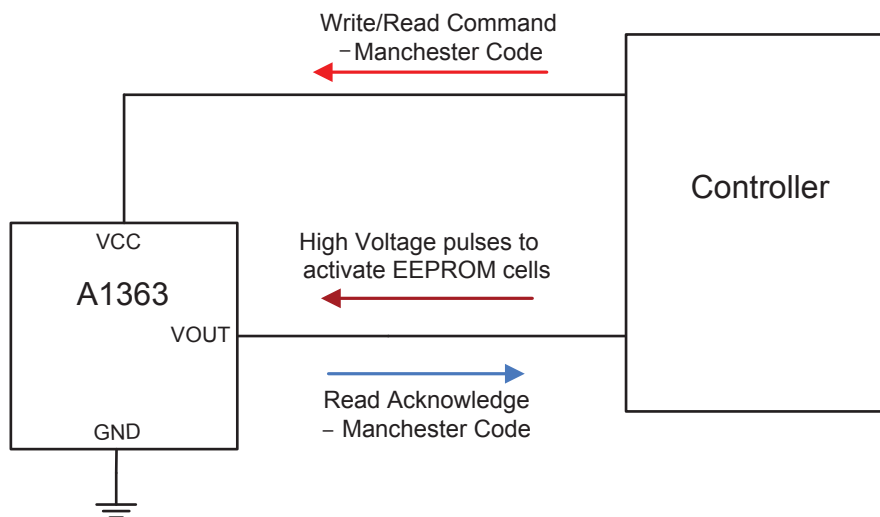 Write/Read Command
– Manchester Code
Controller
VCC
A1363
High Voltage pulses to
activate EEPROM cells
VOUT
Read Acknowledge
– Manchester Code
GND